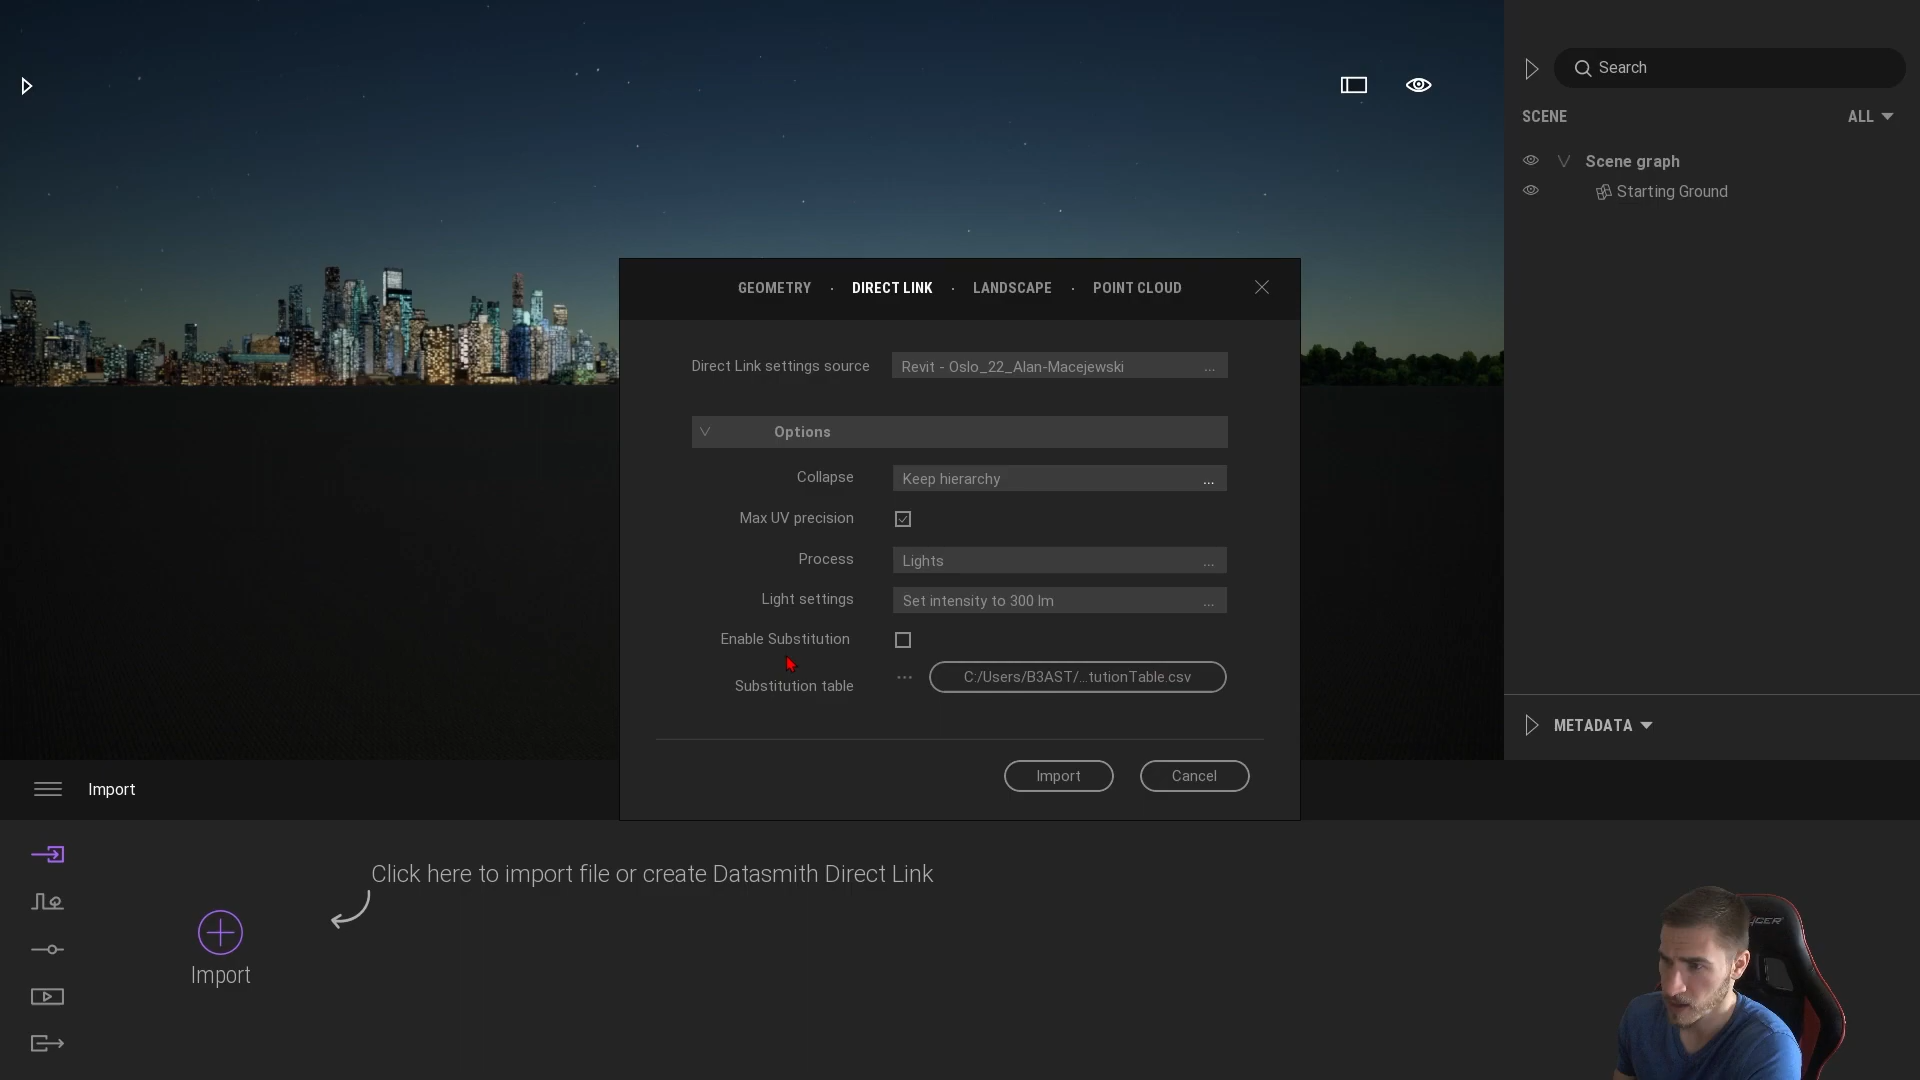 Search
SCENE
ALL
Scene graph
Starting Ground
GEOMETRY · DIRECT LINK · LANDSCAPE · POINT CLOUD
Direct Link settings source
Revit - Oslo_22_Alan-Macejewski
...
Options
Collapse
Keep hierarchy
...
Max UV precision
Process
Lights
...
Light settings
Set intensity to 300 lm
...
Enable Substitution
Substitution table
...
C:/Users/B3AST/...tutionTable.csv
Import
Cancel
METADATA
Import
Click here to import file or create Datasmith Direct Link
Import